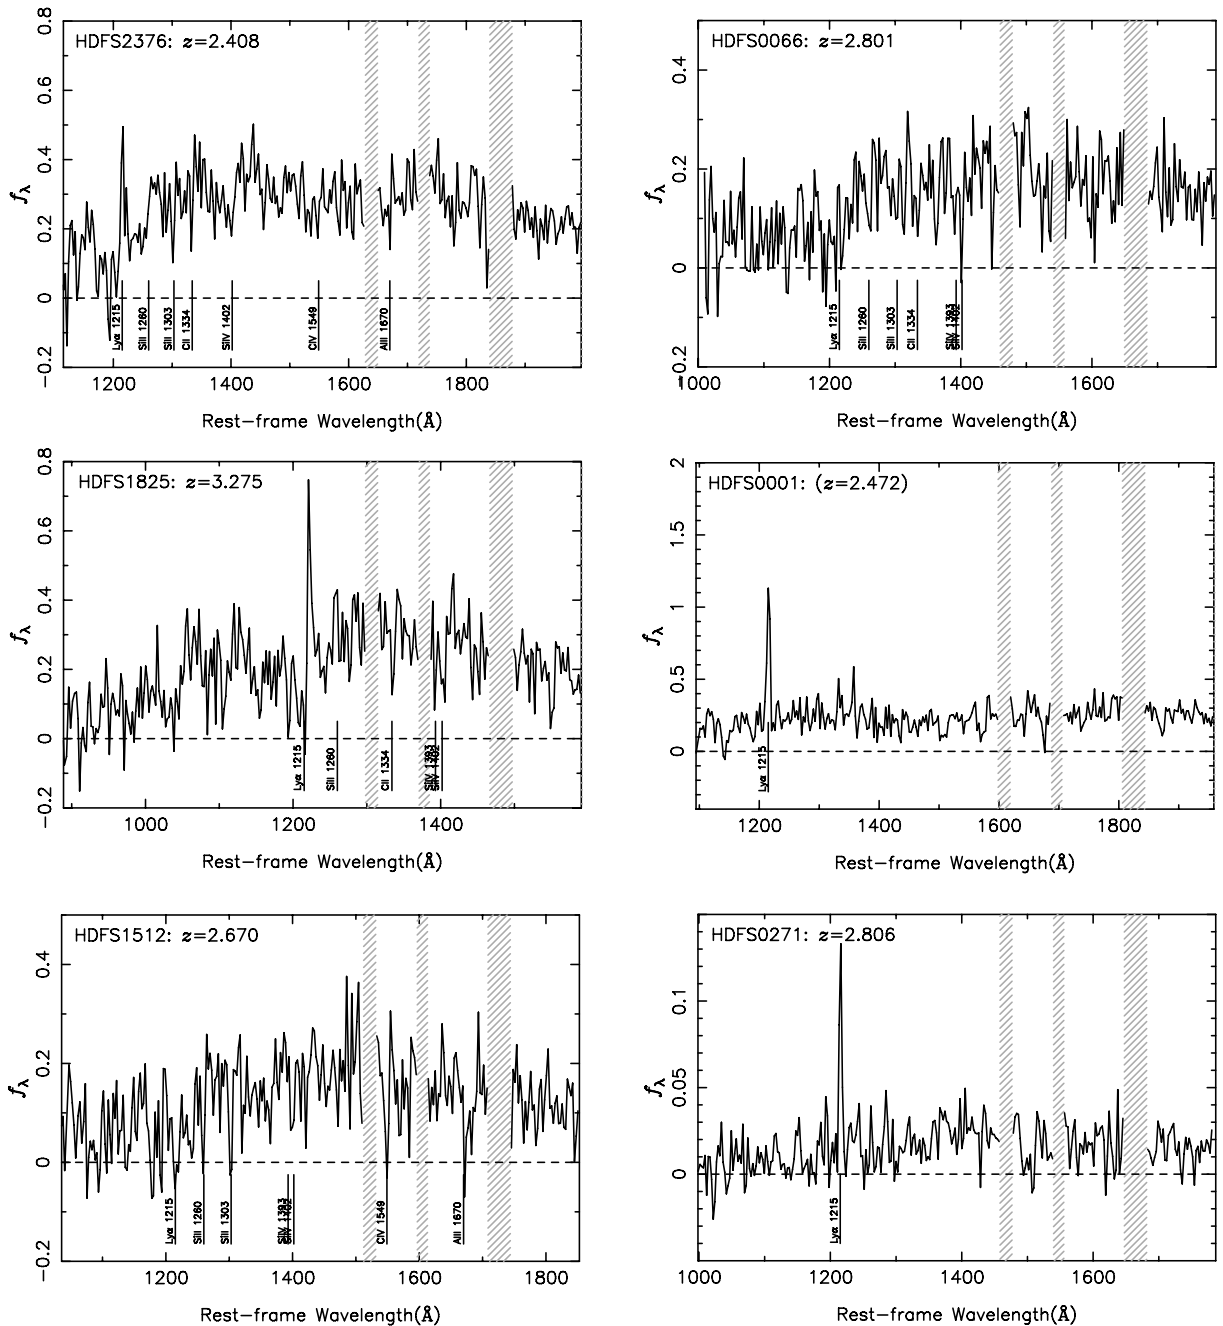 HDFS2376: z=2.408
0.8
0.6
0.4
0.2
0
−0.2
fλ
Lyα 1215
SiII 1260
SiII 1303
CII 1334
SiIV 1402
CIV 1549
AlII 1670
1200
1400
1600
1800
Rest−frame Wavelength(Å)
HDFS0066: z=2.801
0.4
0.2
0
−0.2
fλ
Lyα 1215
SiII 1260
SiII 1303
CII 1334
SiIV 1393
SiIV 1402
1000
1200
1400
1600
Rest−frame Wavelength(Å)
HDFS1825: z=3.275
0.8
0.6
0.4
0.2
0
−0.2
fλ
Lyα 1215
SiII 1260
CII 1334
SiIV 1393
SiIV 1402
1000
1200
1400
Rest−frame Wavelength(Å)
HDFS0001: (z=2.472)
2
1.5
1
0.5
0
fλ
Lyα 1215
1200
1400
1600
1800
Rest−frame Wavelength(Å)
HDFS1512: z=2.670
0.4
0.2
0
−0.2
fλ
Lyα 1215
SiII 1260
SiII 1303
SiIV 1393
SiIV 1402
CIV 1549
AlII 1670
1200
1400
1600
1800
Rest−frame Wavelength(Å)
HDFS0271: z=2.806
0.1
0.05
0
fλ
Lyα 1215
1000
1200
1400
1600
Rest−frame Wavelength(Å)